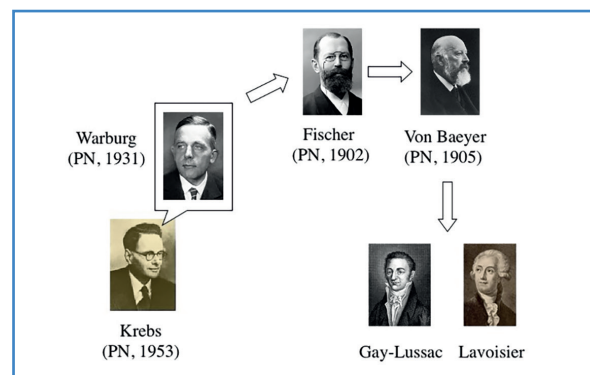 Warburg
(PN, 1931)
Fischer
(PN, 1902)
Von Baeyer
(PN, 1905)
Krebs
(PN, 1953)
Gay-Lussac
Lavoisier